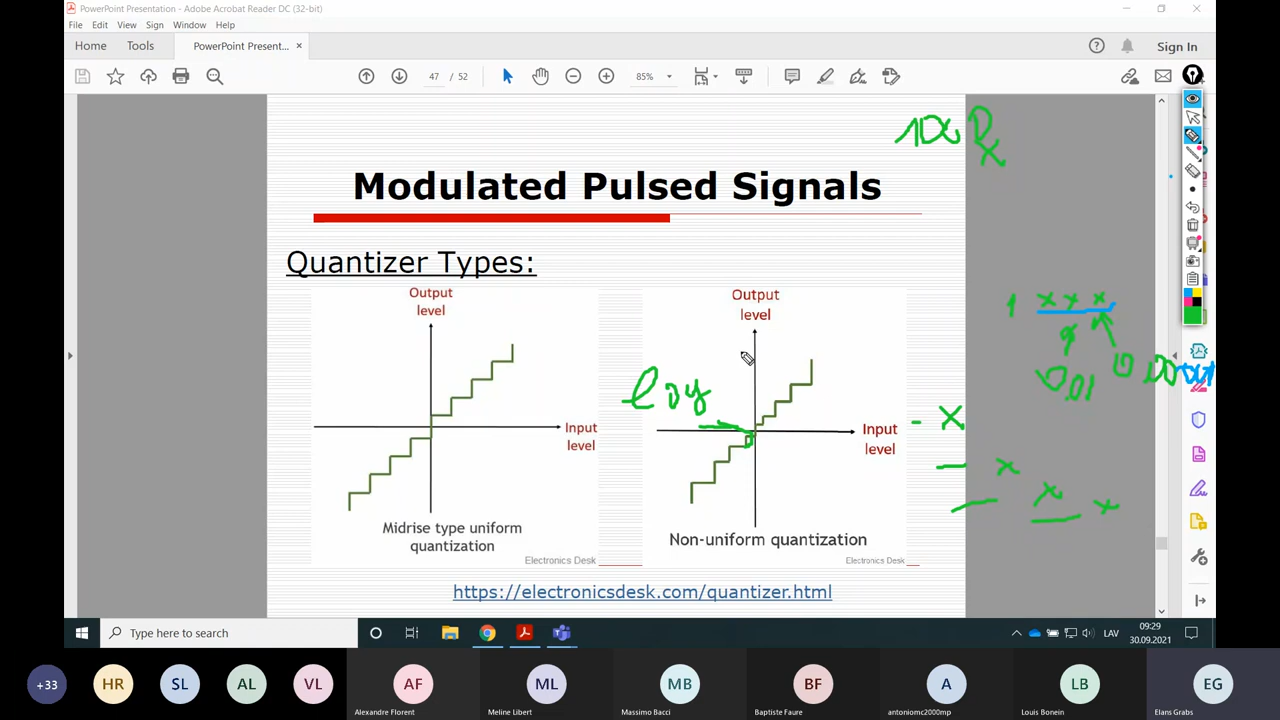 PowerPoint Presentation - Adobe Acrobat Reader DC (32-bit)
File Edit View Sign Window Help
Home Tools PowerPoint Present... × Sign In
47 / 52 85%
Modulated Pulsed Signals
Quantizer Types:
Output level
Input level
Midrise type uniform quantization
Electronics Desk
Output level
Input level
Non-uniform quantization
Electronics Desk
https://electronicsdesk.com/quantizer.html
log
- x
x
x x
1 x x x
0.01
Type here to search
LAV
09:29
30.09.2021
+33 HR SL AL VL AF ML MB BF A LB EG
Alexandre Florent Meline Libert Massimo Bacci Baptiste Faure antoniomc2000mp Louis Bonein Elans Grabs